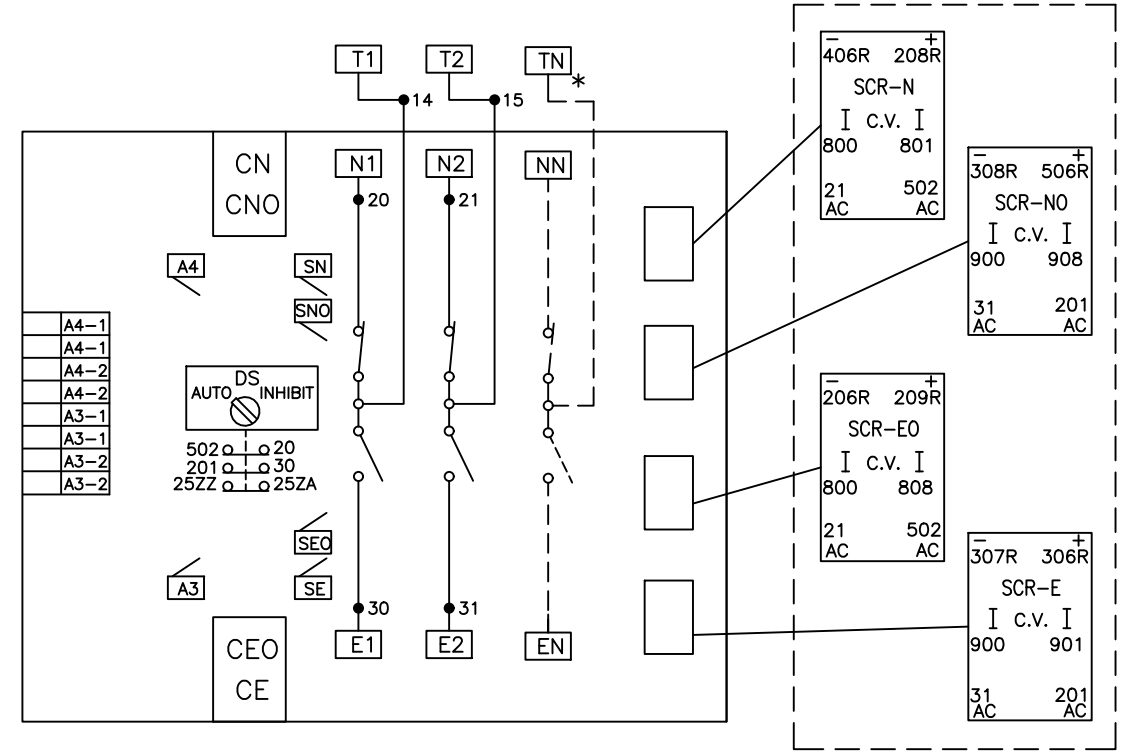 T1
T2
TN
*
14
15
CN
CNO
N1
N2
NN
20
21
A4
SN
SNO
A4-1
A4-1
A4-2
A4-2
A3-1
A3-1
A3-2
A3-2
DS
AUTO
INHIBIT
502
20
201
30
25ZZ
25ZA
SEO
A3
SE
30
31
E1
E2
EN
CEO
CE
- +
406R 208R
SCR-N
I C.V. I
800 801
21 502
AC AC
- +
308R 506R
SCR-NO
I C.V. I
900 908
31 201
AC AC
- +
206R 209R
SCR-EO
I C.V. I
800 808
21 502
AC AC
- +
307R 306R
SCR-E
I C.V. I
900 901
31 201
AC AC